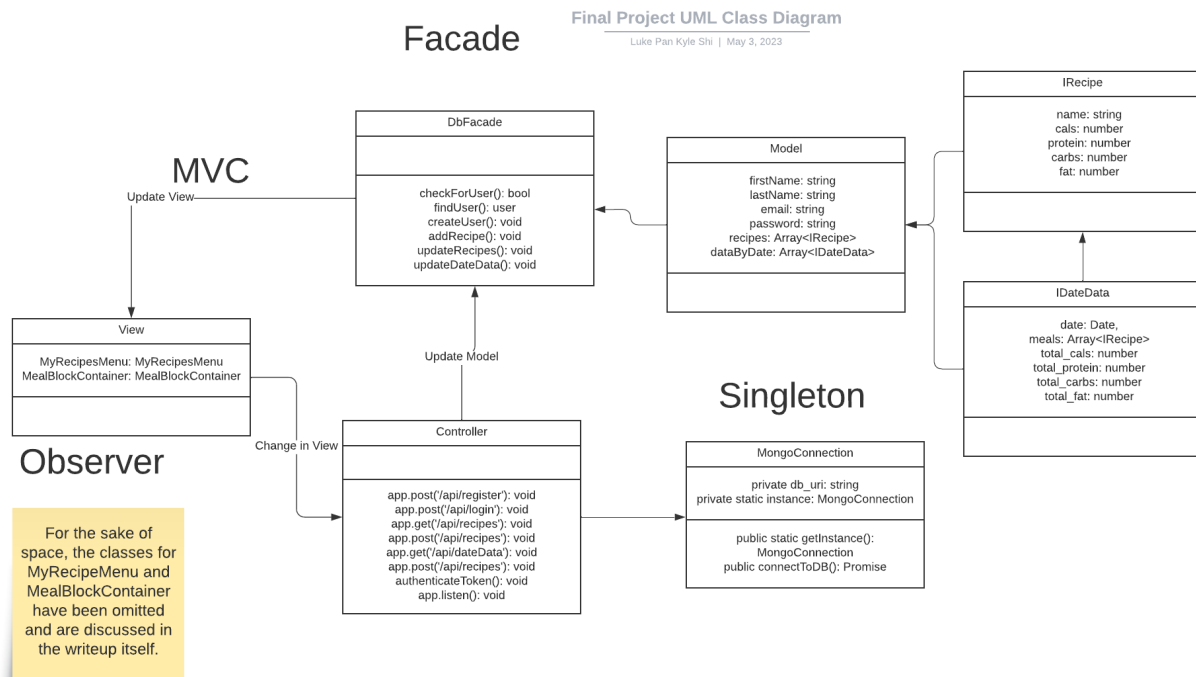 Final Project UML Class Diagram
Luke Pan Kyle Shi | May 3, 2023
Facade
MVC
Observer
Singleton
DbFacade
checkForUser(): bool
findUser(): user
createUser(): void
addRecipe(): void
updateRecipes(): void
updateDateData(): void
Model
firstName: string
lastName: string
email: string
password: string
recipes: Array<IRecipe>
dataByDate: Array<IDateData>
IRecipe
name: string
cals: number
protein: number
carbs: number
fat: number
IDateData
date: Date,
meals: Array<IRecipe>
total_cals: number
total_protein: number
total_carbs: number
total_fat: number
Update View
View
MyRecipesMenu: MyRecipesMenu
MealBlockContainer: MealBlockContainer
Change in View
Update Model
Controller
app.post('/api/register'): void
app.post('/api/login'): void
app.get('/api/recipes'): void
app.post('/api/recipes'): void
app.get('/api/dateData'): void
app.post('/api/recipes'): void
authenticateToken(): void
app.listen(): void
MongoConnection
private db_uri: string
private static instance: MongoConnection
public static getInstance():
MongoConnection
public connectToDB(): Promise
For the sake of
space, the classes for
MyRecipeMenu and
MealBlockContainer
have been omitted
and are discussed in
the writeup itself.